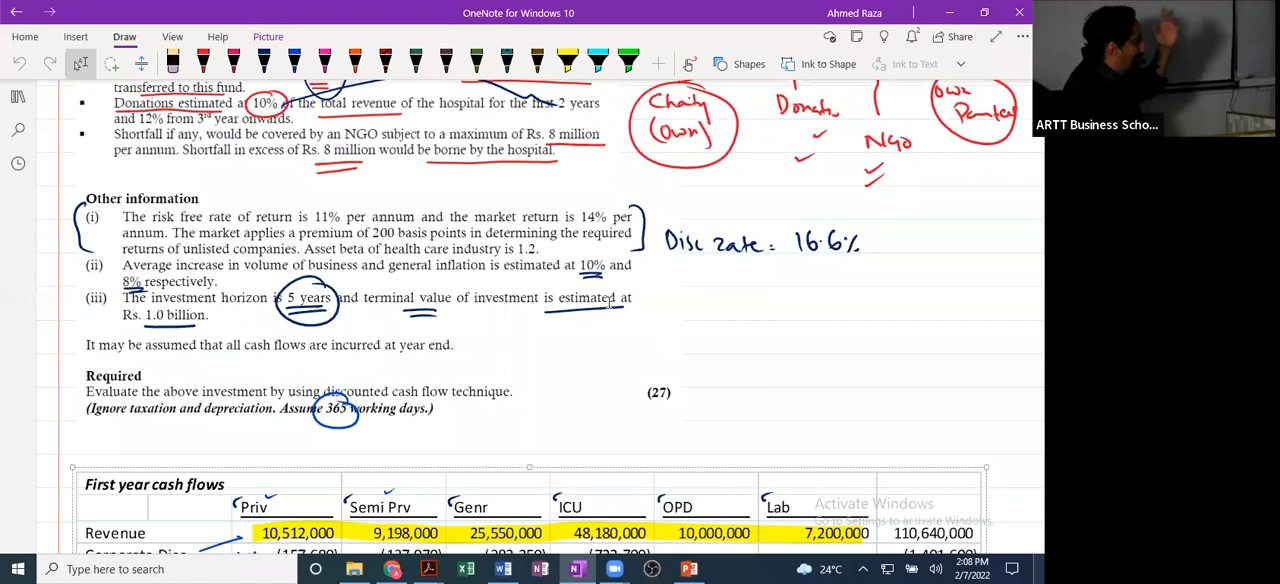 OneNote for Windows 10
Ahmed Raza
Home Insert Draw View Help Picture
Share
Shapes Ink to Shape Ink to Text
ARTT Business Scho...
transferred to this fund.
Donations estimated at 10% of the total revenue of the hospital for the first 2 years
and 12% from 3rd year onwards.
Shortfall if any, would be covered by an NGO subject to a maximum of Rs. 8 million
per annum. Shortfall in excess of Rs. 8 million would be borne by the hospital.
Donat
NGO
(own)
own
Other information
(i) The risk free rate of return is 11% per annum and the market return is 14% per
annum. The market applies a premium of 200 basis points in determining the required
returns of unlisted companies. Asset beta of health care industry is 1.2.
Disc rate = 16.6%
(ii) Average increase in volume of business and general inflation is estimated at 10% and
8% respectively.
(iii) The investment horizon is 5 years and terminal value of investment is estimated at
Rs. 1.0 billion.
It may be assumed that all cash flows are incurred at year end.
Required
Evaluate the above investment by using discounted cash flow technique. (27)
(Ignore taxation and depreciation. Assume 365 working days.)
First year cash flows
Priv Semi Prv Genr ICU OPD Lab
Revenue 10,512,000 9,198,000 25,550,000 48,180,000 10,000,000 7,200,000 110,640,000
Activate Windows
Go to Settings to activate Windows.
Type here to search
24°C
2:08 PM
2/7/2022